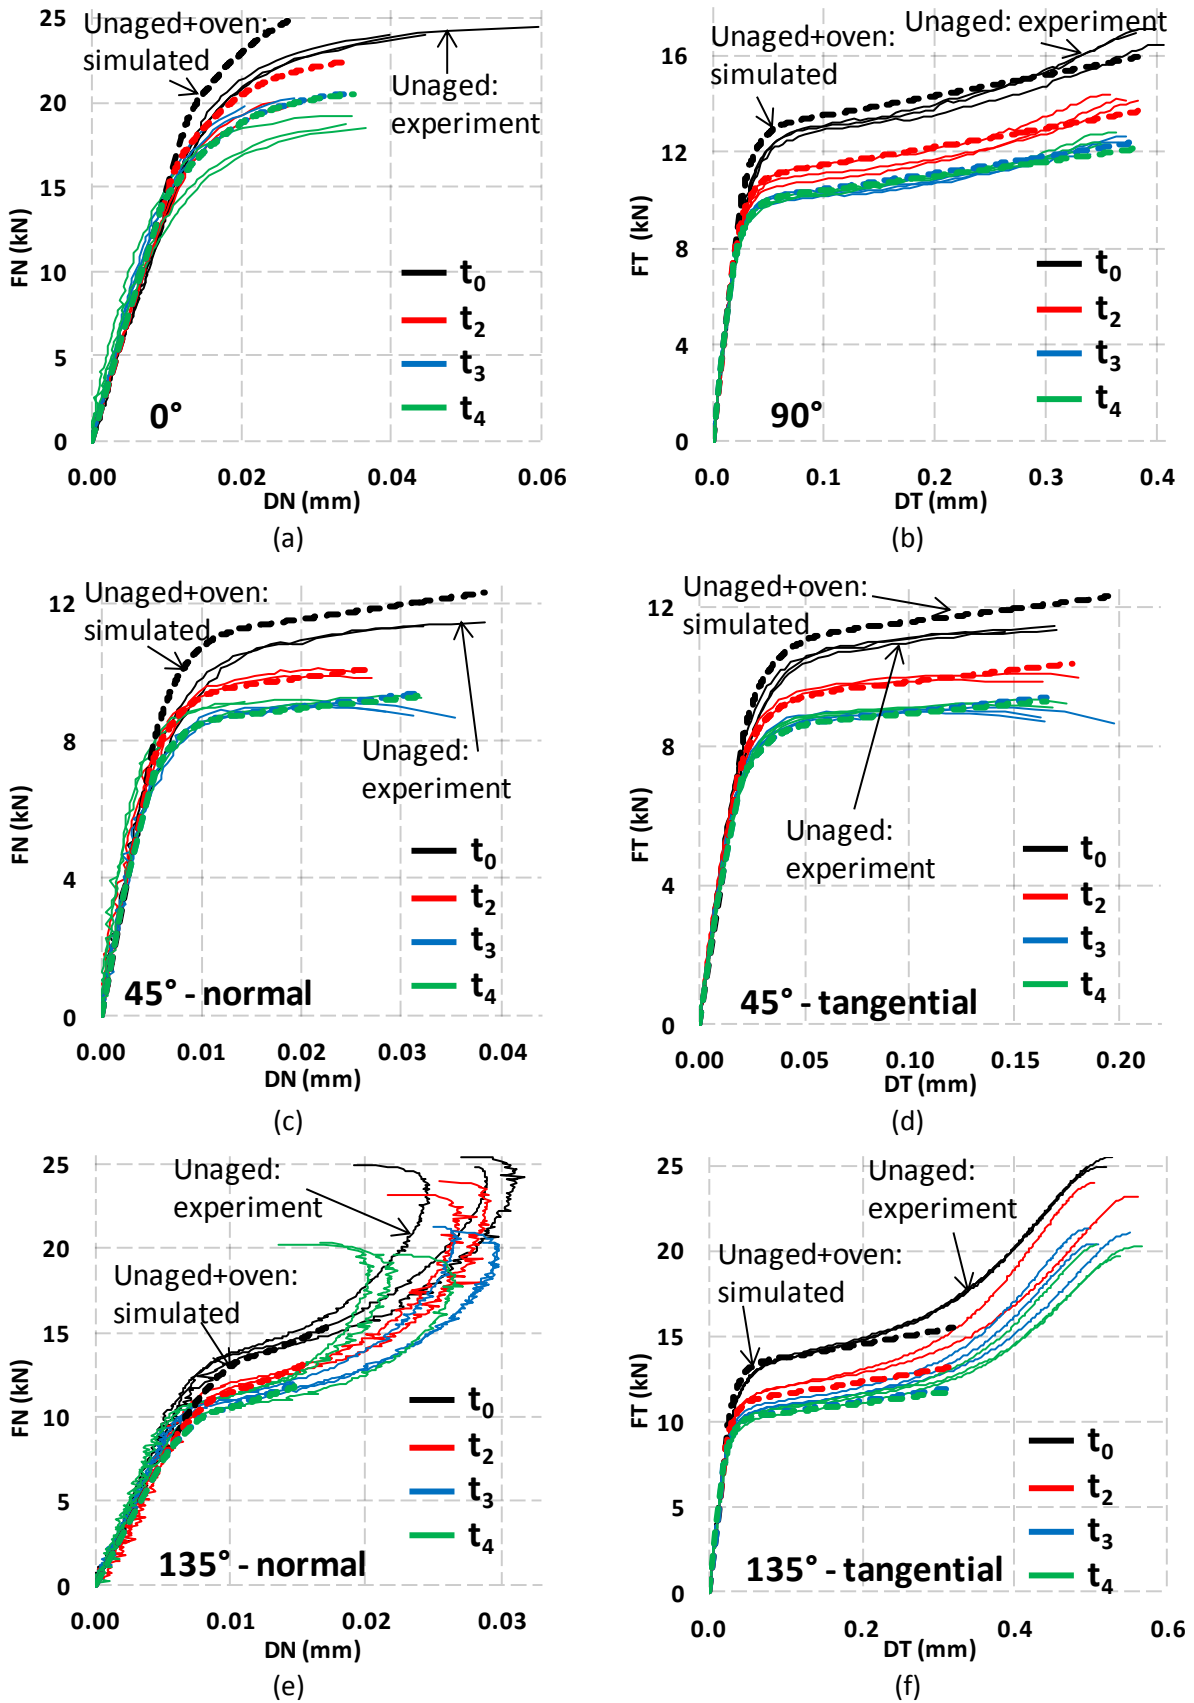 25
20
15
10
5
0
FN (kN)
Unaged+oven:
simulated
Unaged:
experiment
t0
t2
t3
t4
0°
0.00
0.02
0.04
0.06
DN (mm)
(a)
16
12
8
4
0
FT (kN)
Unaged: experiment
Unaged+oven:
simulated
t0
t2
t3
t4
90°
0.0
0.1
0.2
0.3
0.4
DT (mm)
(b)
12
8
4
0
FN (kN)
Unaged+oven:
simulated
Unaged:
experiment
t0
t2
t3
t4
45° - normal
0.00
0.01
0.02
0.03
0.04
DN (mm)
(c)
12
8
4
0
FT (kN)
Unaged+oven:
simulated
Unaged:
experiment
t0
t2
t3
t4
45° - tangential
0.00
0.05
0.10
0.15
0.20
DT (mm)
(d)
25
20
15
10
5
0
FN (kN)
Unaged:
experiment
Unaged+oven:
simulated
t0
t2
t3
t4
135° - normal
0.00
0.01
0.02
0.03
DN (mm)
(e)
25
20
15
10
5
0
FT (kN)
Unaged:
experiment
Unaged+oven:
simulated
t0
t2
t3
t4
135° - tangential
0.0
0.2
0.4
0.6
DT (mm)
(f)